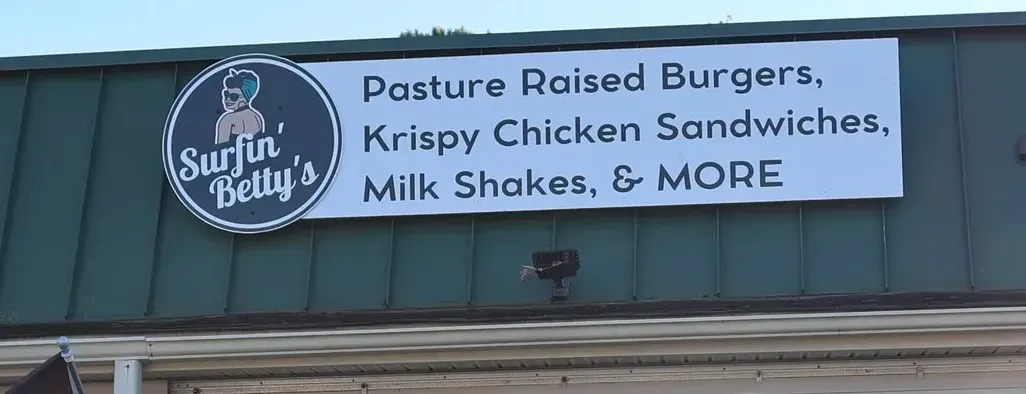 Surfin'
Betty's
Pasture Raised Burgers,
Krispy Chicken Sandwiches,
Milk Shakes, & MORE